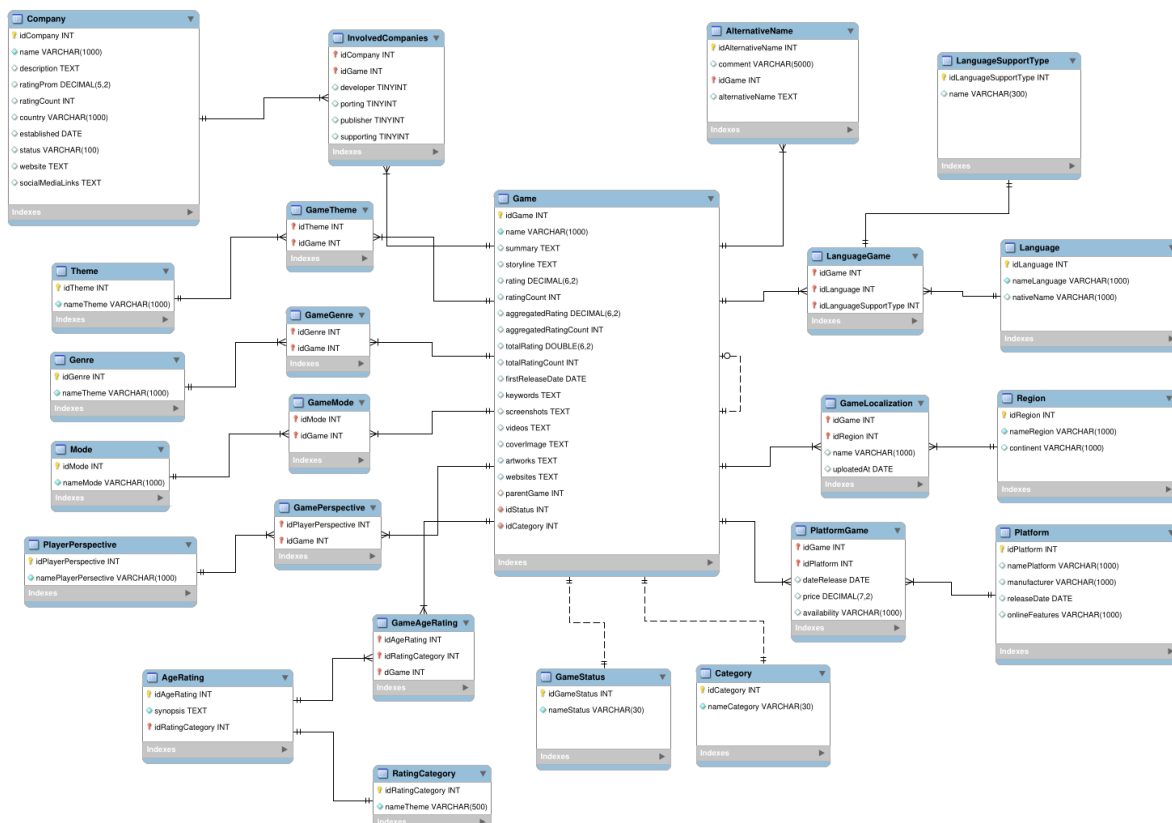 Company
idCompany INT
name VARCHAR(1000)
description TEXT
ratingProm DECIMAL(5,2)
ratingCount INT
country VARCHAR(1000)
established DATE
status VARCHAR(100)
website TEXT
socialMediaLinks TEXT
Indexes
InvolvedCompanies
idCompany INT
idGame INT
developer TINYINT
porting TINYINT
publisher TINYINT
supporting TINYINT
Indexes
AlternativeName
idAlternativeName INT
comment VARCHAR(5000)
idGame INT
alternativeName TEXT
Indexes
LanguageSupportType
idLanguageSupportType INT
name VARCHAR(300)
Indexes
Game
idGame INT
name VARCHAR(1000)
summary TEXT
storyline TEXT
rating DECIMAL(6,2)
ratingCount INT
aggregatedRating DECIMAL(6,2)
aggregatedRatingCount INT
totalRating DOUBLE(6,2)
totalRatingCount INT
firstReleaseDate DATE
keywords TEXT
screenshots TEXT
videos TEXT
coverImage TEXT
artworks TEXT
websites TEXT
parentGame INT
idStatus INT
idCategory INT
Indexes
GameTheme
idTheme INT
idGame INT
Indexes
Theme
idTheme INT
nameTheme VARCHAR(1000)
Indexes
GameGenre
idGenre INT
idGame INT
Indexes
Genre
idGenre INT
nameTheme VARCHAR(1000)
Indexes
GameMode
idMode INT
idGame INT
Indexes
Mode
idMode INT
nameMode VARCHAR(1000)
Indexes
GamePerspective
idPlayerPerspective INT
idGame INT
Indexes
PlayerPerspective
idPlayerPerspective INT
namePlayerPersective VARCHAR(1000)
Indexes
LanguageGame
idGame INT
idLanguage INT
idLanguageSupportType INT
Indexes
Language
idLanguage INT
nameLanguage VARCHAR(1000)
nativeName VARCHAR(1000)
Indexes
GameLocalization
idGame INT
idRegion INT
name VARCHAR(1000)
uploadedAt DATE
Indexes
Region
idRegion INT
nameRegion VARCHAR(1000)
continent VARCHAR(1000)
Indexes
PlatformGame
idGame INT
idPlatform INT
dateRelease DATE
price DECIMAL(7,2)
availability VARCHAR(1000)
Indexes
Platform
idPlatform INT
namePlatform VARCHAR(1000)
manufacturer VARCHAR(1000)
releaseDate DATE
onlineFeatures VARCHAR(1000)
Indexes
GameAgeRating
idAgeRating INT
idRatingCategory INT
dGame INT
Indexes
AgeRating
idAgeRating INT
synopsis TEXT
idRatingCategory INT
Indexes
GameStatus
idGameStatus INT
nameStatus VARCHAR(30)
Indexes
Category
idCategory INT
nameCategory VARCHAR(30)
Indexes
RatingCategory
idRatingCategory INT
nameTheme VARCHAR(500)
Indexes